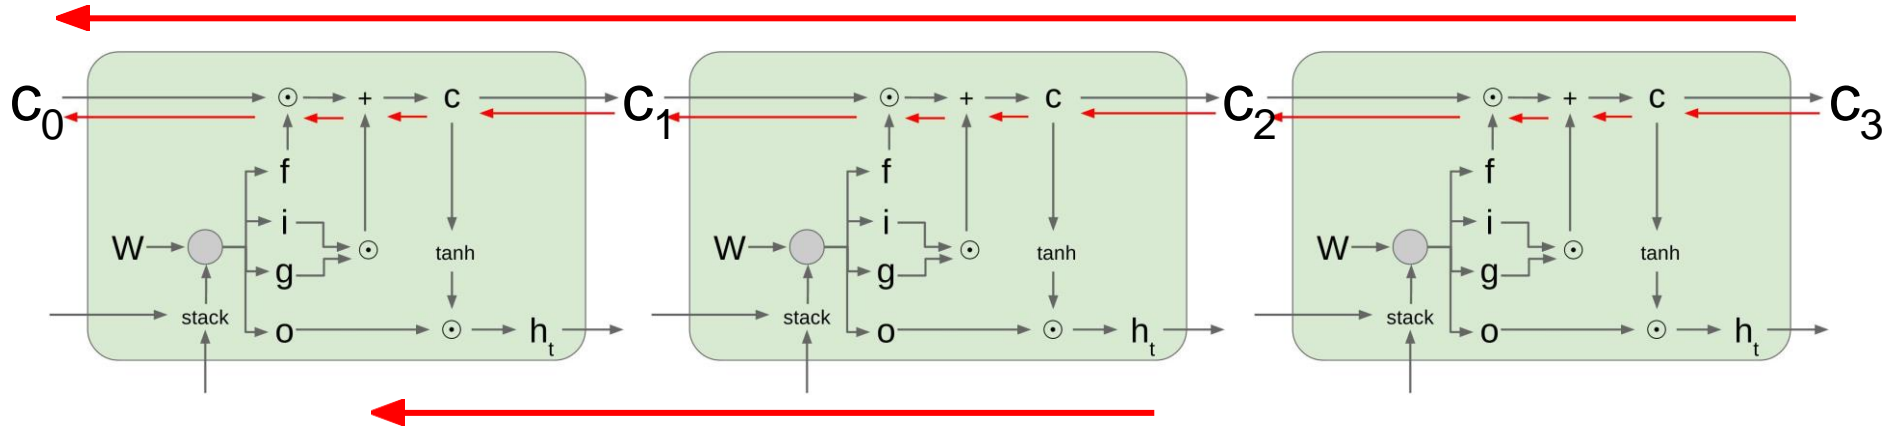 c₀ ⊙ + c c₁ ⊙ + c c₂ ⊙ + c c₃
f f f
i i i
W ⊙ tanh W ⊙ tanh W ⊙ tanh
g g g
stack stack stack
o ⊙ hₜ o ⊙ hₜ o ⊙ hₜ